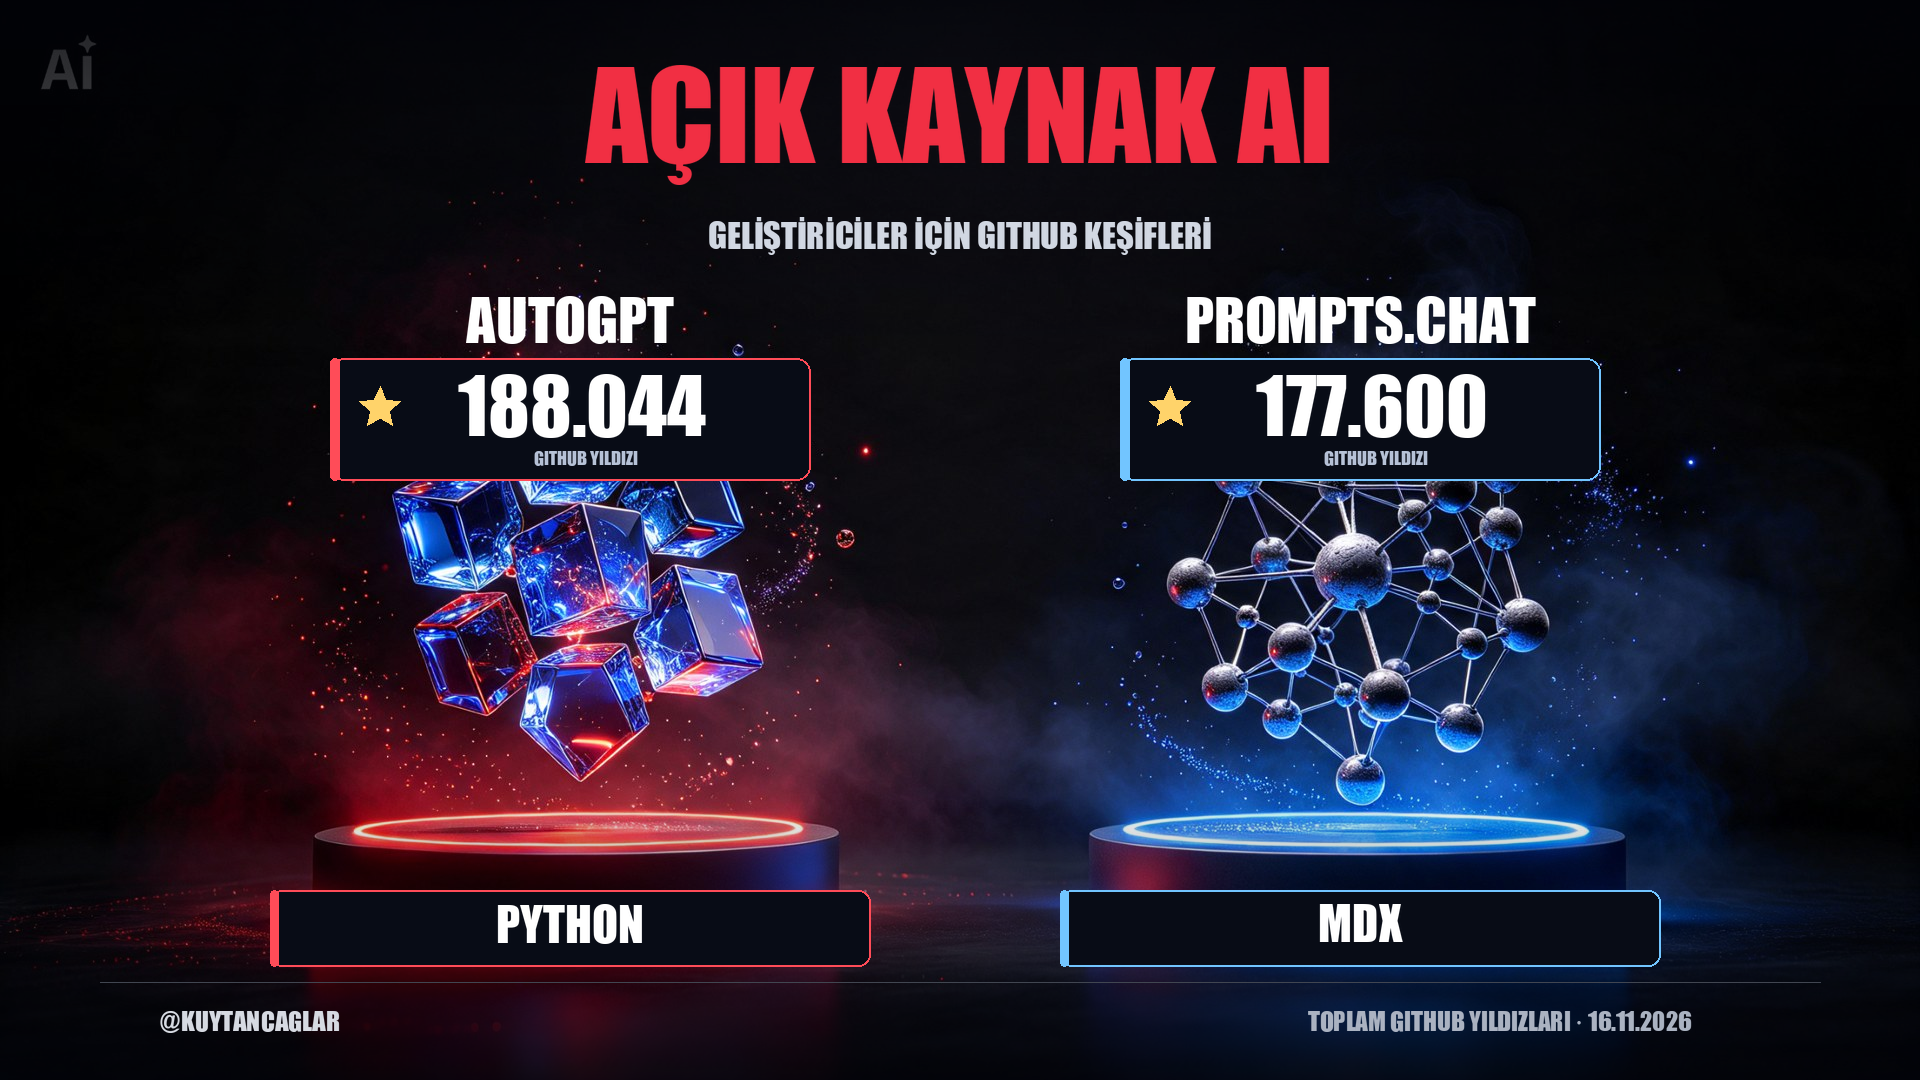 Ai
AÇIK KAYNAK AI
GELİŞTİRİCİLER İÇİN GITHUB KEŞİFLERİ
AUTOGPT
188.044
GITHUB YILDIZI
PYTHON
PROMPTS.CHAT
177.600
GITHUB YILDIZI
MDX
@KUYTANCAGLAR
TOPLAM GITHUB YILDIZLARI · 16.11.2026